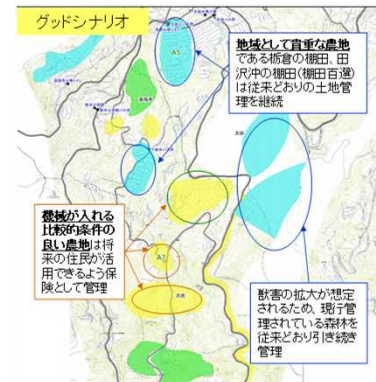 グッドシナリオ
地域として貴重な農地
である栃倉の棚田、田
沢沖の棚田(棚田百選)
は従来どおりの土地管
理を継続
A5
機械が入れる
比較的条件の
良い農地は将
来の住民が活
用できるよう保
険として管理
A7
獣害の拡大が想定
されるため、現行管
理されている森林を
従来どおり引き続き
管理